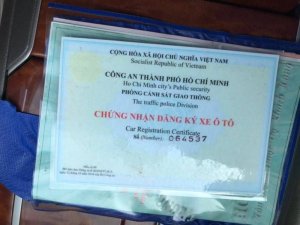 CỘNG HÒA XÃ HỘI CHỦ NGHĨA VIỆT NAM
Socialist Republic of Vietnam
CÔNG AN THÀNH PHỐ HỒ CHÍ MINH
Ho Chi Minh city's Public security
PHÒNG CẢNH SÁT GIAO THÔNG
The traffic police Division
CHỨNG NHẬN ĐĂNG KÝ XE Ô TÔ
Car Registration Certificate
Số (Number): 064537